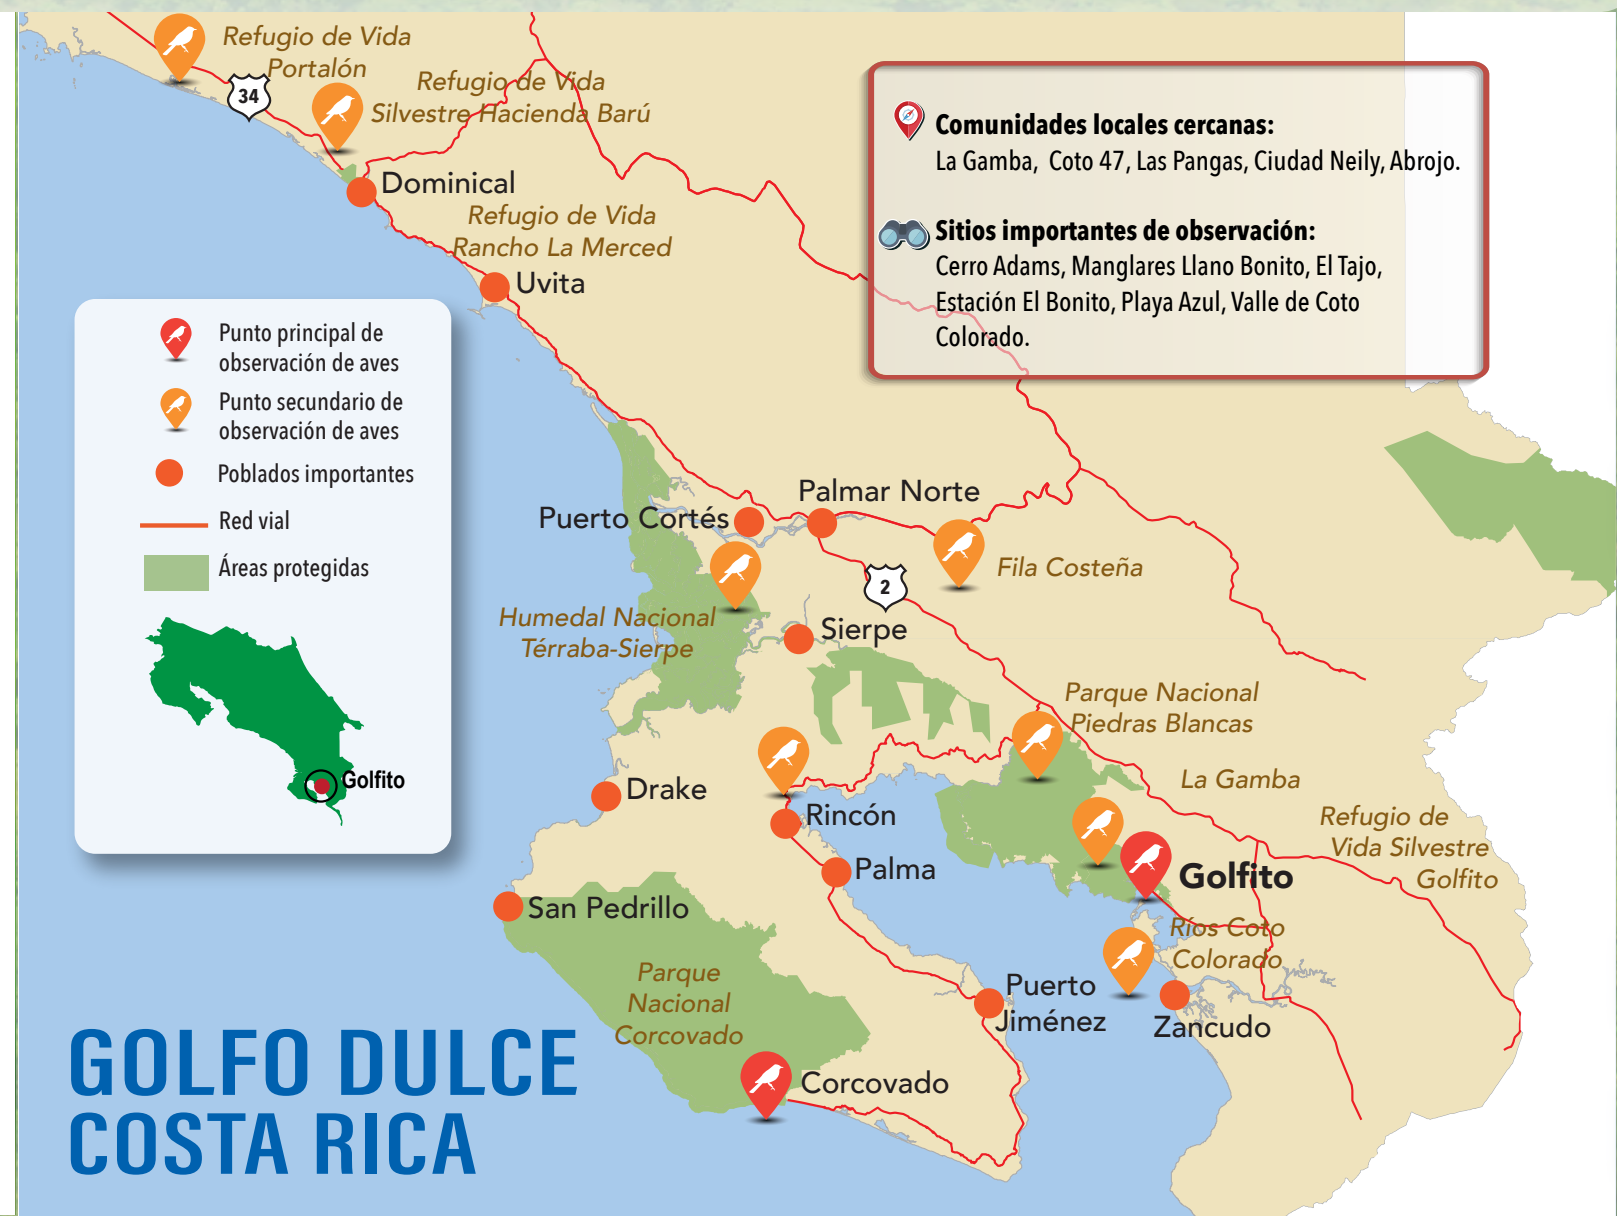 Refugio de Vida
Portalón
34
Refugio de Vida
Silvestre Hacienda Barú
Comunidades locales cercanas:
La Gamba, Coto 47, Las Pangas, Ciudad Neily, Abrojo.
Sitios importantes de observación:
Cerro Adams, Manglares Llano Bonito, El Tajo,
Estación El Bonito, Playa Azul, Valle de Coto
Colorado.
Dominical
Refugio de Vida
Rancho La Merced
Uvita
Punto principal de
observación de aves
Punto secundario de
observación de aves
Poblados importantes
Red vial
Áreas protegidas
Golfito
Palmar Norte
Puerto Cortés
Fila Costeña
2
Humedal Nacional
Térraba-Sierpe
Sierpe
Parque Nacional
Piedras Blancas
La Gamba
Drake
Rincón
Refugio de
Vida Silvestre
Golfito
Palma
Golfito
San Pedrillo
Ríos Coto
Colorado
Parque
Nacional
Corcovado
Puerto
Jiménez
Zancudo
Corcovado
GOLFO DULCE
COSTA RICA